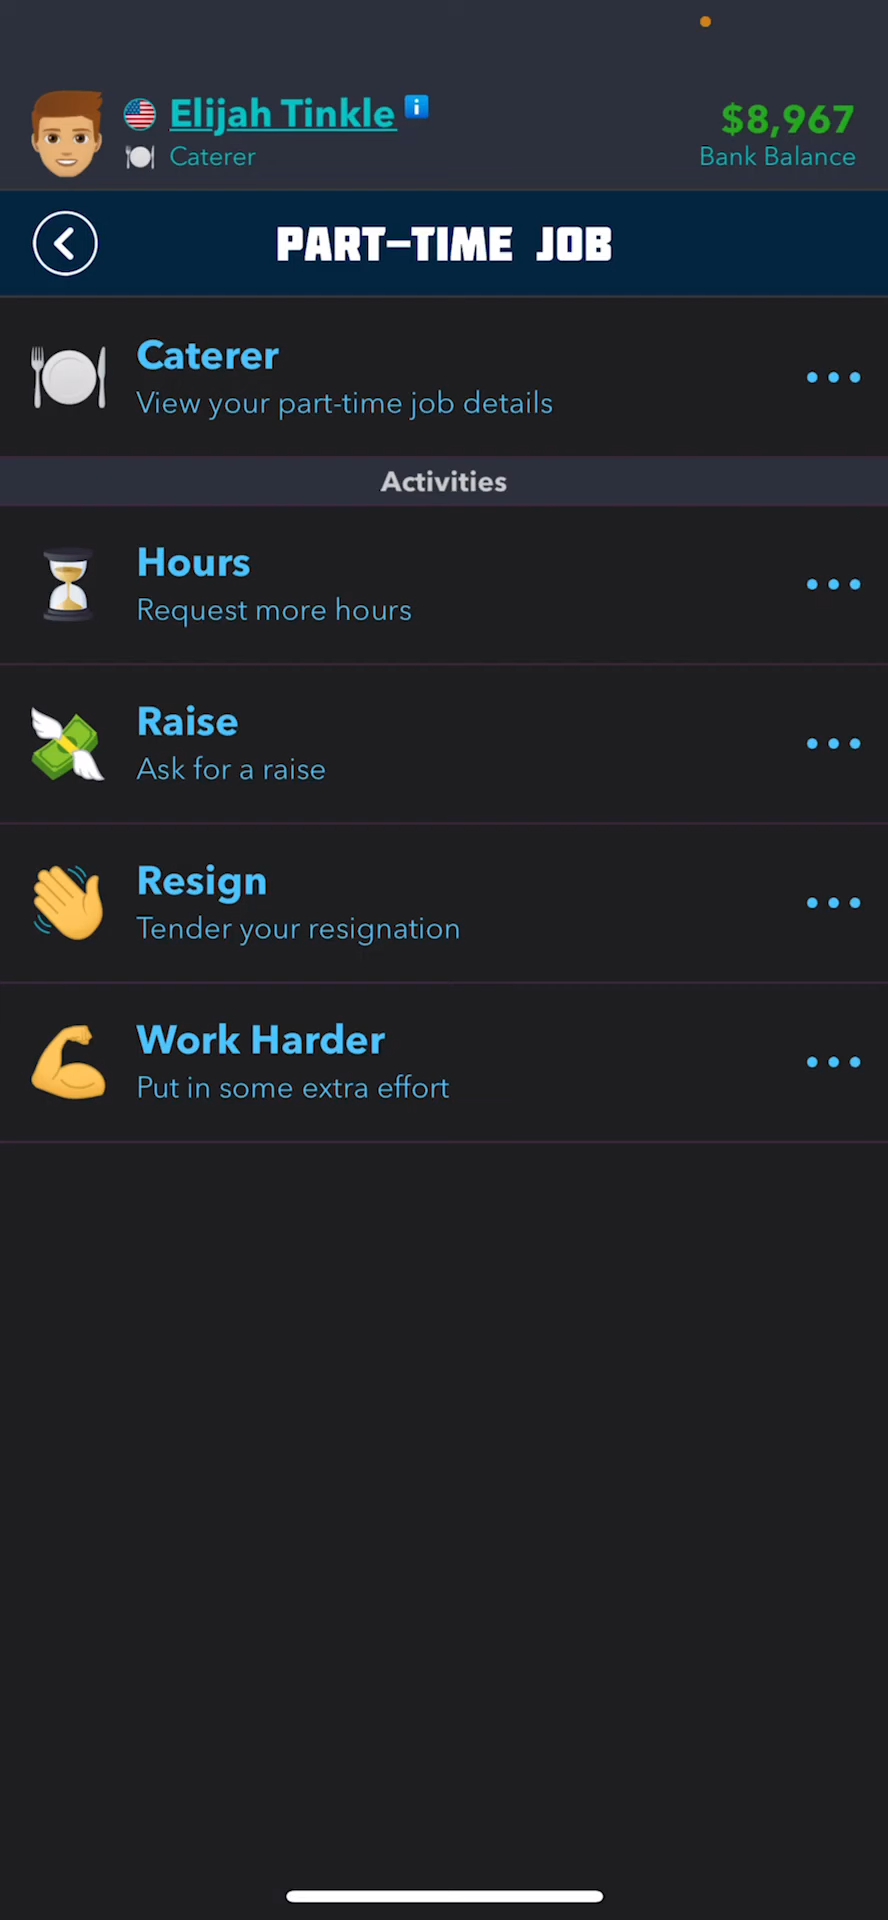 Elijah Tinkle
Caterer
$8,967
Bank Balance
PART-TIME JOB
Caterer
View your part-time job details
Activities
Hours
Request more hours
Raise
Ask for a raise
Resign
Tender your resignation
Work Harder
Put in some extra effort